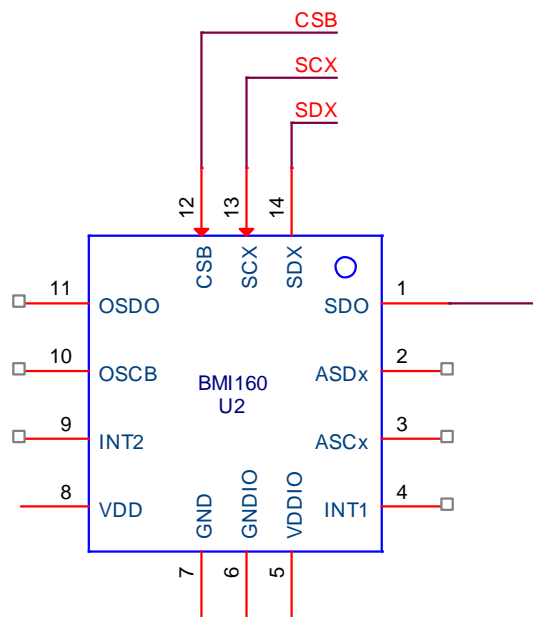 CSB
SCX
SDX
12
13
14
CSB
SCX
SDX
11
OSDO
SDO
1
10
OSCB
BMI160
U2
ASDx
2
9
INT2
ASCx
3
8
VDD
GND
GNDIO
VDDIO
INT1
4
7
6
5